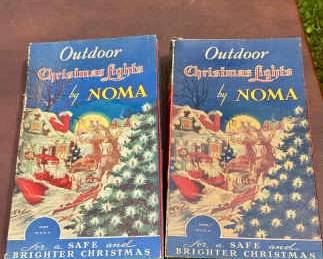 Outdoor
Christmas Lights
by NOMA
for a SAFE and
BRIGHTER CHRISTMAS
Outdoor
Christmas Lights
by NOMA
for a SAFE and
BRIGHTER CHRISTMAS